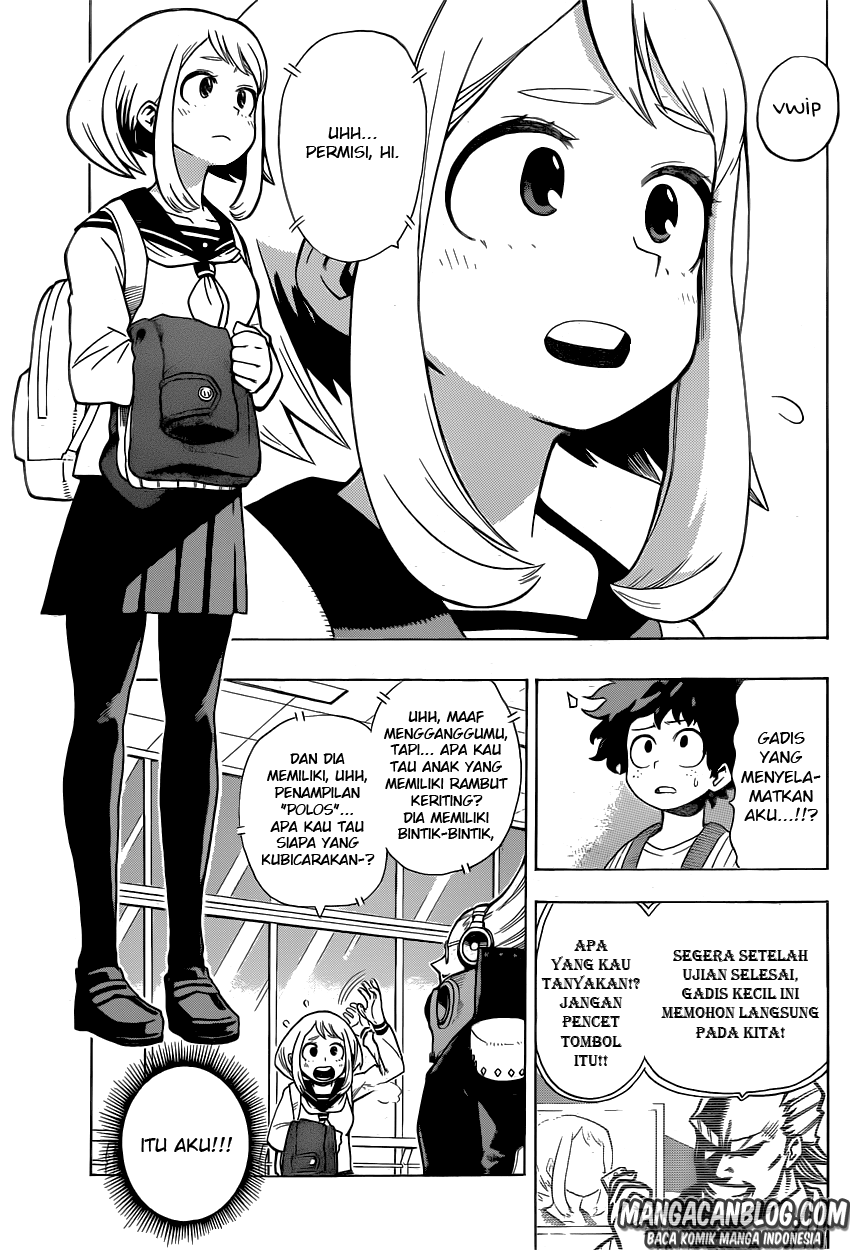 VWIP
UHH...
PERMISI, HI.
GADIS
YANG
MENYELA-
MATKAN
AKU...!!?
UHH, MAAF
MENGGANGGUMU,
TAPI... APA KAU
TAU ANAK YANG
MEMILIKI RAMBUT
KERITING?
DIA MEMILIKI
BINTIK-BINTIK,
DAN DIA
MEMILIKI, UHH,
PENAMPILAN
"POLOS"...
APA KAU TAU
SIAPA YANG
KUBICARAKAN-?
ITU AKU!!!
SEGERA SETELAH
UJIAN SELESAI,
GADIS KECIL INI
MEMOHON LANGSUNG
PADA KITA!
APA
YANG KAU
TANYAKAN!?
JANGAN
PENCET
TOMBOL
ITU!!
MANGACANBLOG.COM
BACA KOMIK MANGA INDONESIA